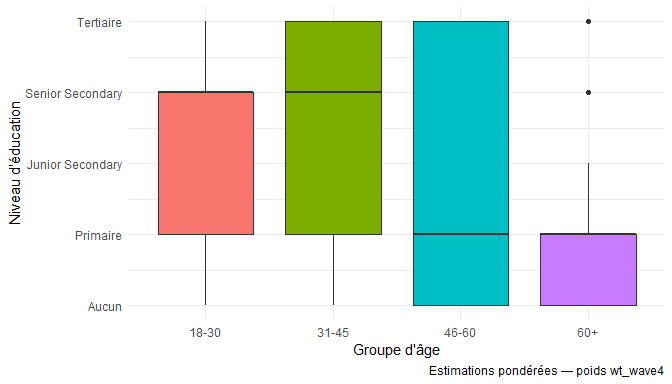 Tertiaire
Senior Secondary
Junior Secondary
Primaire
Aucun
Niveau d'éducation
18-30 31-45 46-60 60+
Groupe d'âge
Estimations pondérées — poids wt_wave4